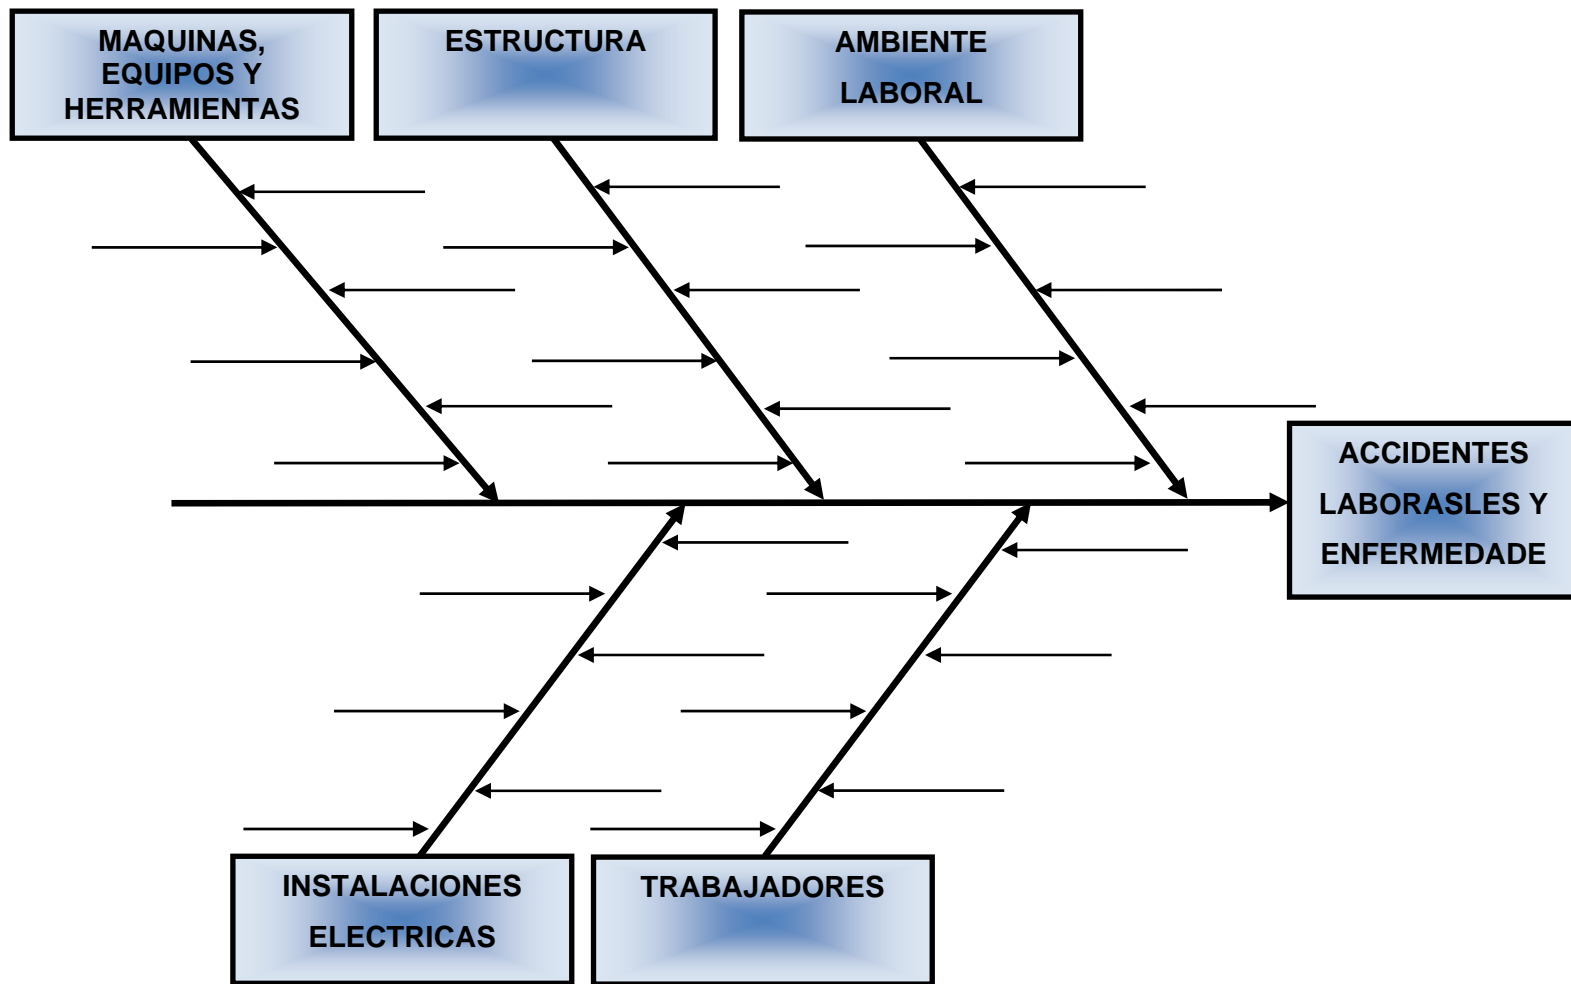 MAQUINAS,
EQUIPOS Y
HERRAMIENTAS
ESTRUCTURA
AMBIENTE
LABORAL
ACCIDENTES
LABORASLES Y
ENFERMEDADE
INSTALACIONES
ELECTRICAS
TRABAJADORES